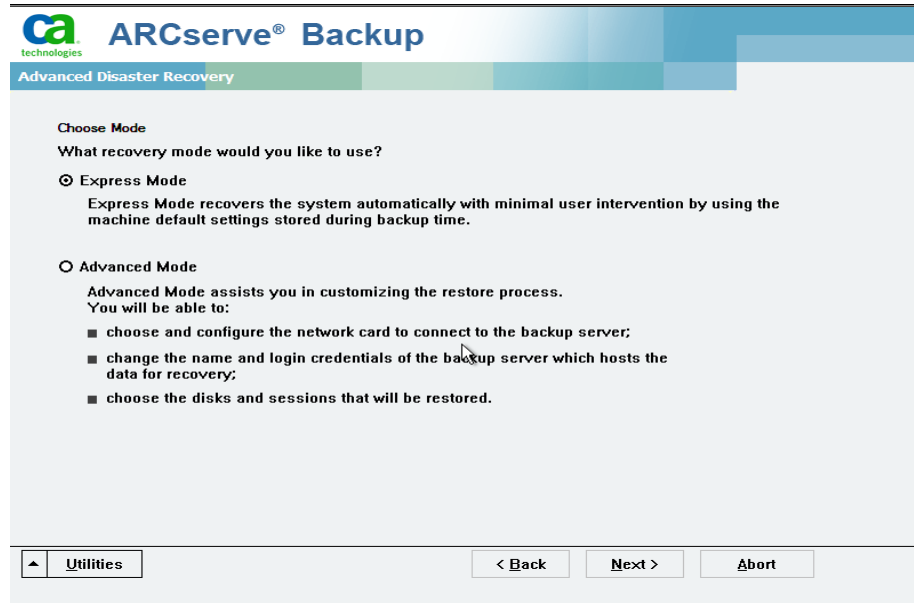 ca
technologies
ARCserve® Backup
Advanced Disaster Recovery
Choose Mode
What recovery mode would you like to use?
Express Mode
Express Mode recovers the system automatically with minimal user intervention by using the
machine default settings stored during backup time.
Advanced Mode
Advanced Mode assists you in customizing the restore process.
You will be able to:
choose and configure the network card to connect to the backup server;
change the name and login credentials of the backup server which hosts the
data for recovery;
choose the disks and sessions that will be restored.
Utilities
< Back
Next >
Abort